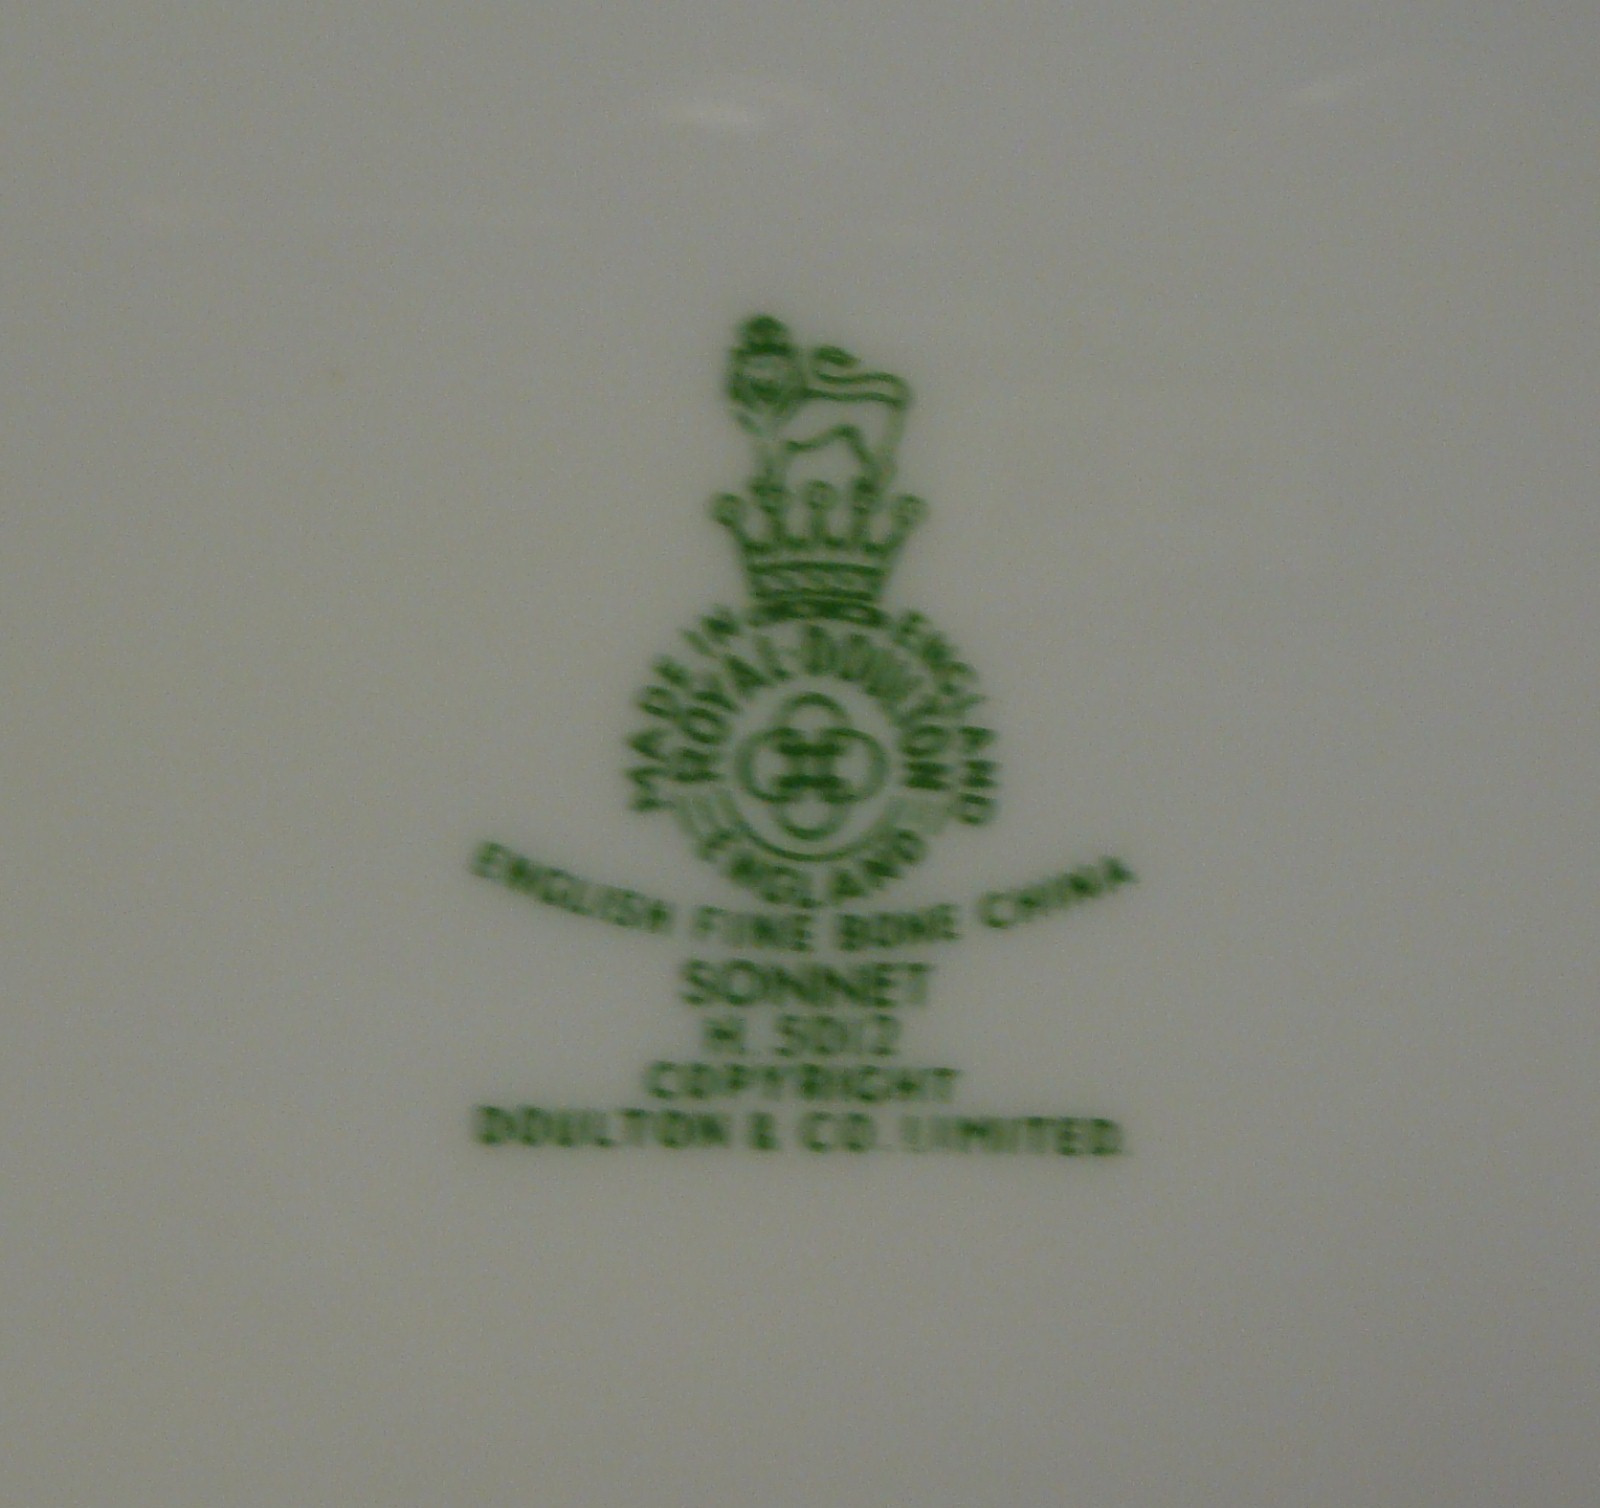 MADE IN ENGLAND
ROYAL·DOULTON
ENGLAND
ENGLISH FINE BONE CHINA
SONNET
H. 5012
COPYRIGHT
DOULTON & CO. LIMITED.